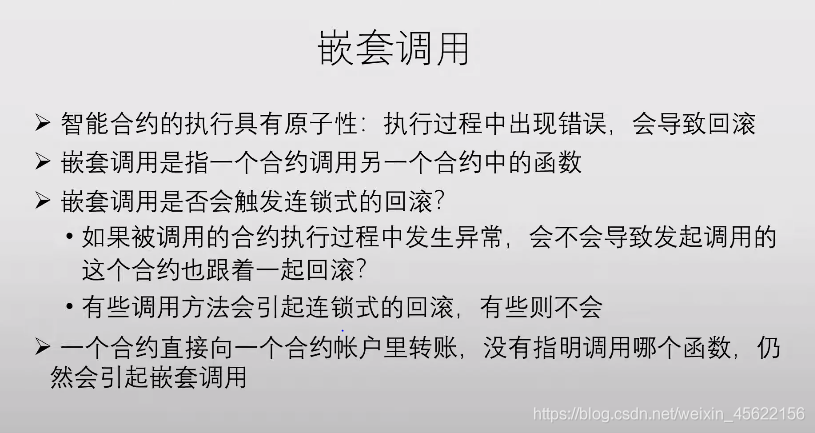 嵌套调用
➢ 智能合约的执行具有原子性：执行过程中出现错误，会导致回滚
➢ 嵌套调用是指一个合约调用另一个合约中的函数
➢ 嵌套调用是否会触发连锁式的回滚？
• 如果被调用的合约执行过程中发生异常，会不会导致发起调用的
这个合约也跟着一起回滚？
• 有些调用方法会引起连锁式的回滚，有些则不会
➢ 一个合约直接向一个合约帐户里转账，没有指明调用哪个函数，仍
然会引起嵌套调用
https://blog.csdn.net/weixin_45622156